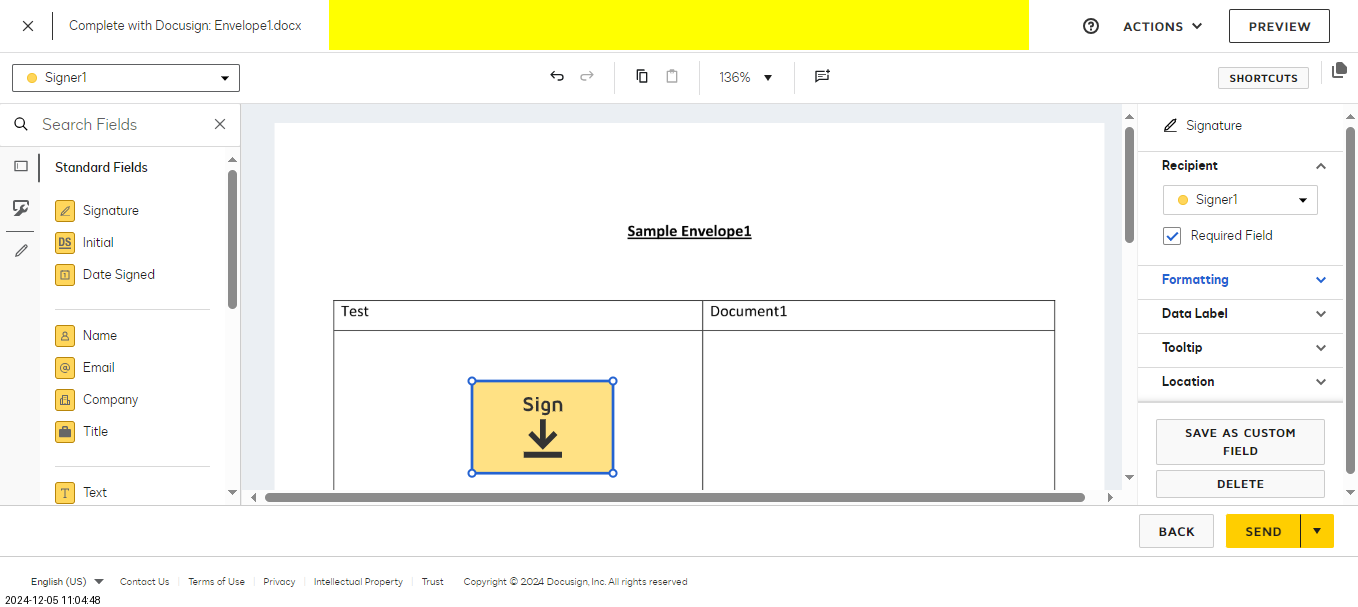 Complete with Docusign: Envelope1.docx
ACTIONS
PREVIEW
Signer1
136%
SHORTCUTS
Search Fields
Standard Fields
Signature
DS Initial
1 Date Signed
Name
@ Email
Company
Title
T Text
Sample Envelope1
Test Document1
Sign
Signature
Recipient
Signer1
Required Field
Formatting
Data Label
Tooltip
Location
SAVE AS CUSTOM
FIELD
DELETE
BACK
SEND
English (US) Contact Us Terms of Use Privacy Intellectual Property Trust Copyright © 2024 Docusign, Inc. All rights reserved
2024-12-05 11:04:48